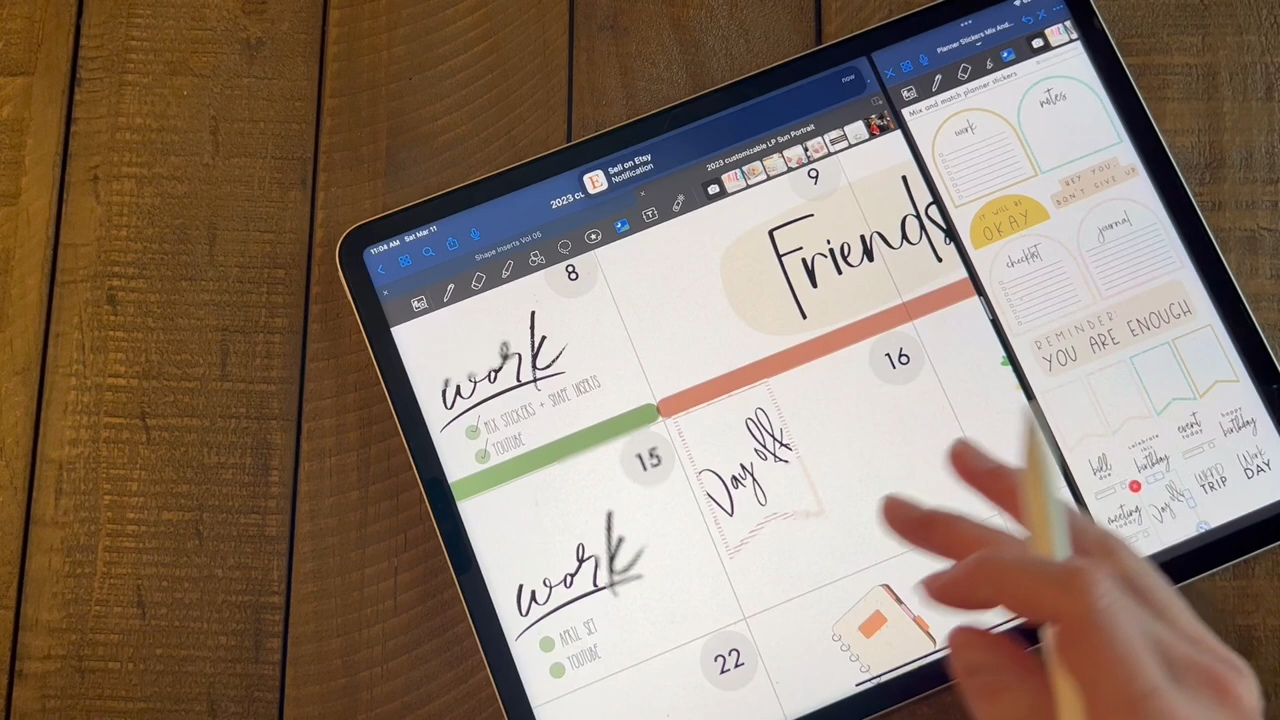 11:04 AM Sat Mar 11
2023 cu
Sell on Etsy
Notification
now
Shape Inserts Vol 05
2023 customizable LP Sun Portrait
8
9
Friends
work
MIX STICKERS + SHAPE INSERTS
YOUTUBE
15
16
Day off
work
APRIL SET
YOUTUBE
22
Planner Stickers Mix And...
Mix and match planner stickers
work
notes
IT WILL BE
OKAY
HEY YOU,
DON'T GIVE UP
checklist
journal
REMINDER:
YOU ARE ENOUGH
bill
due
celebrate
this
birthday
event
today
happy
birthday
meeting
today
Day off
WORD
TRIP
Work
DAY